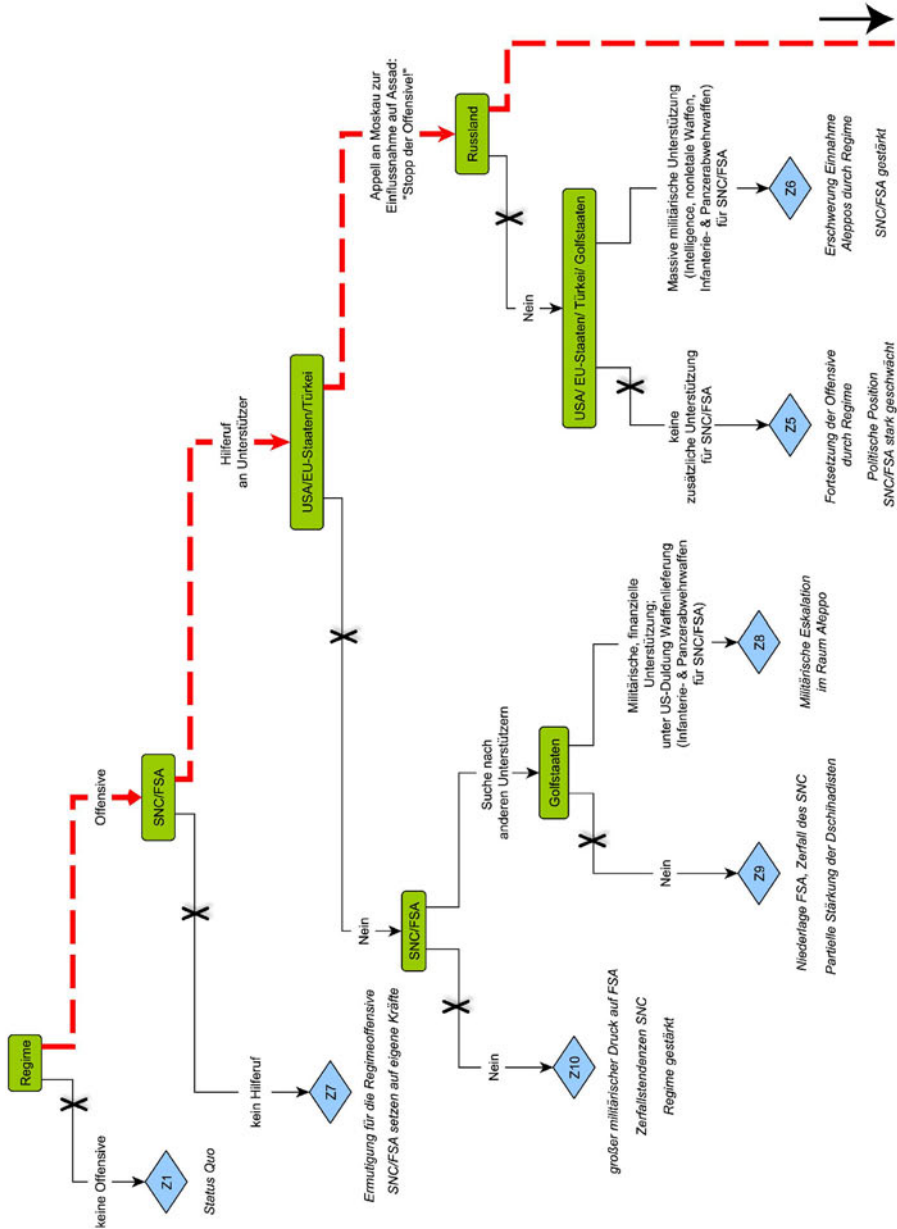 Regime
keine Offensive
Offensive
Z1
Status Quo
SNC/FSA
kein Hilferuf
Hilferuf
an Unterstützer
Z7
Ermutigung für die Regimeoffensive
SNC/FSA setzen auf eigene Kräfte
USA/EU-Staaten/Türkei
Nein
Appell an Moskau zur
Einflussnahme auf Assad:
"Stopp der Offensive!"
SNC/FSA
Russland
Nein
Suche nach
anderen Unterstützern
Nein
Z10
großer militärischer Druck auf FSA
Zerfallstendenzen SNC
Regime gestärkt
Golfstaaten
USA/ EU-Staaten/ Türkei/ Golfstaaten
Nein
Militärische, finanzielle
Unterstützung;
unter US-Duldung Waffenlieferung
(Infanterie- & Panzerabwehrwaffen
für SNC/FSA)
keine
zusätzliche Unterstützung
für SNC/FSA
Massive militärische Unterstützung
(Intelligence, nonletale Waffen,
Infanterie- & Panzerabwehrwaffen)
für SNC/FSA
Z9
Niederlage FSA, Zerfall des SNC
Partielle Stärkung der Dschihadisten
Z8
Militärische Eskalation
im Raum Aleppo
Z5
Fortsetzung der Offensive
durch Regime
Politische Position
SNC/FSA stark geschwächt
Z6
Erschwerung Einnahme
Aleppos durch Regime
SNC/FSA gestärkt